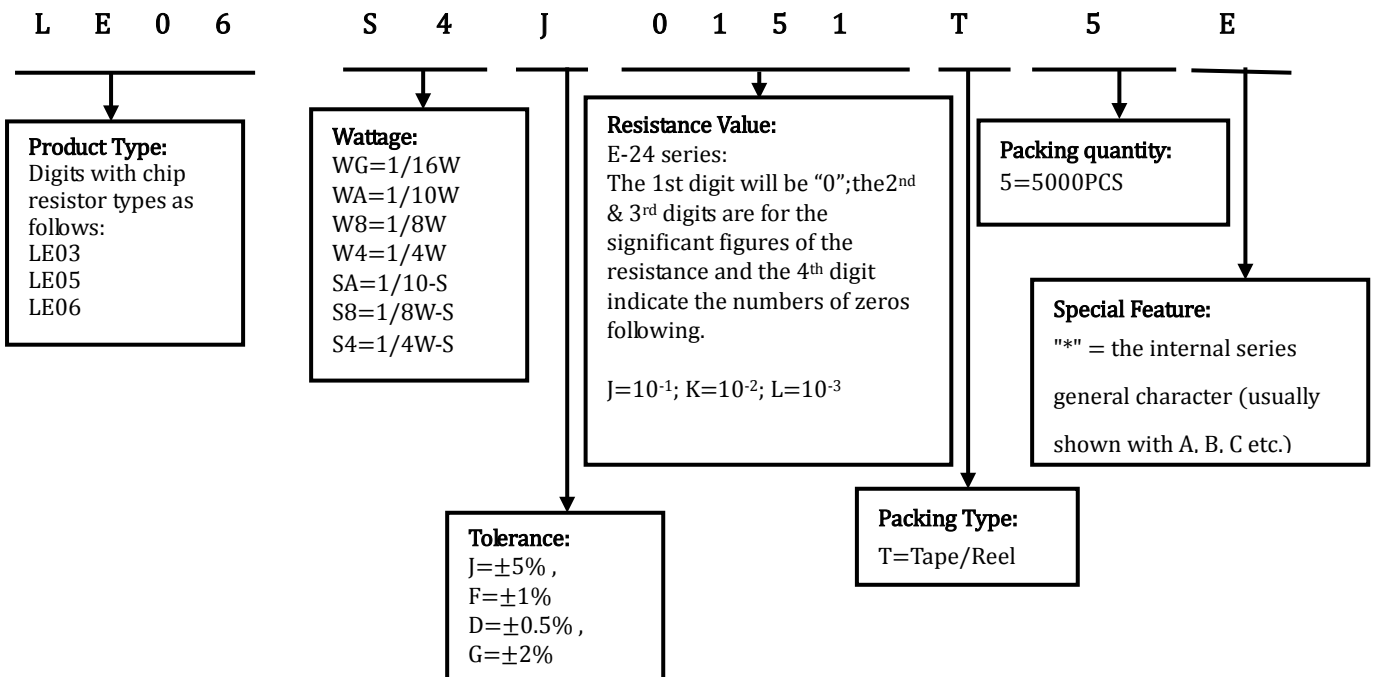 L E 0 6 S 4 J 0 1 5 1 T 5 E
Product Type:
Digits with chip
resistor types as
follows:
LE03
LE05
LE06
Wattage:
WG=1/16W
WA=1/10W
W8=1/8W
W4=1/4W
SA=1/10-S
S8=1/8W-S
S4=1/4W-S
Resistance Value:
E-24 series:
The 1st digit will be “0”;the2nd
& 3rd digits are for the
significant figures of the
resistance and the 4th digit
indicate the numbers of zeros
following.
J=10-1; K=10-2; L=10-3
Packing quantity:
5=5000PCS
Special Feature:
"*" = the internal series
general character (usually
shown with A, B, C etc.)
Tolerance:
J=±5% ,
F=±1%
D=±0.5% ,
G=±2%
Packing Type:
T=Tape/Reel